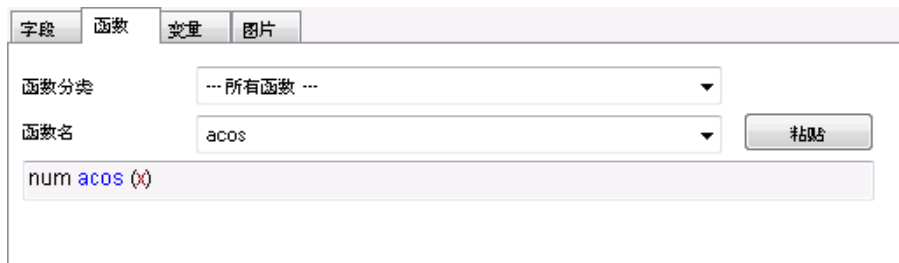 字段 函数 变量 图片
函数分类 --- 所有函数 ---
函数名 acos 粘贴
num acos (x)